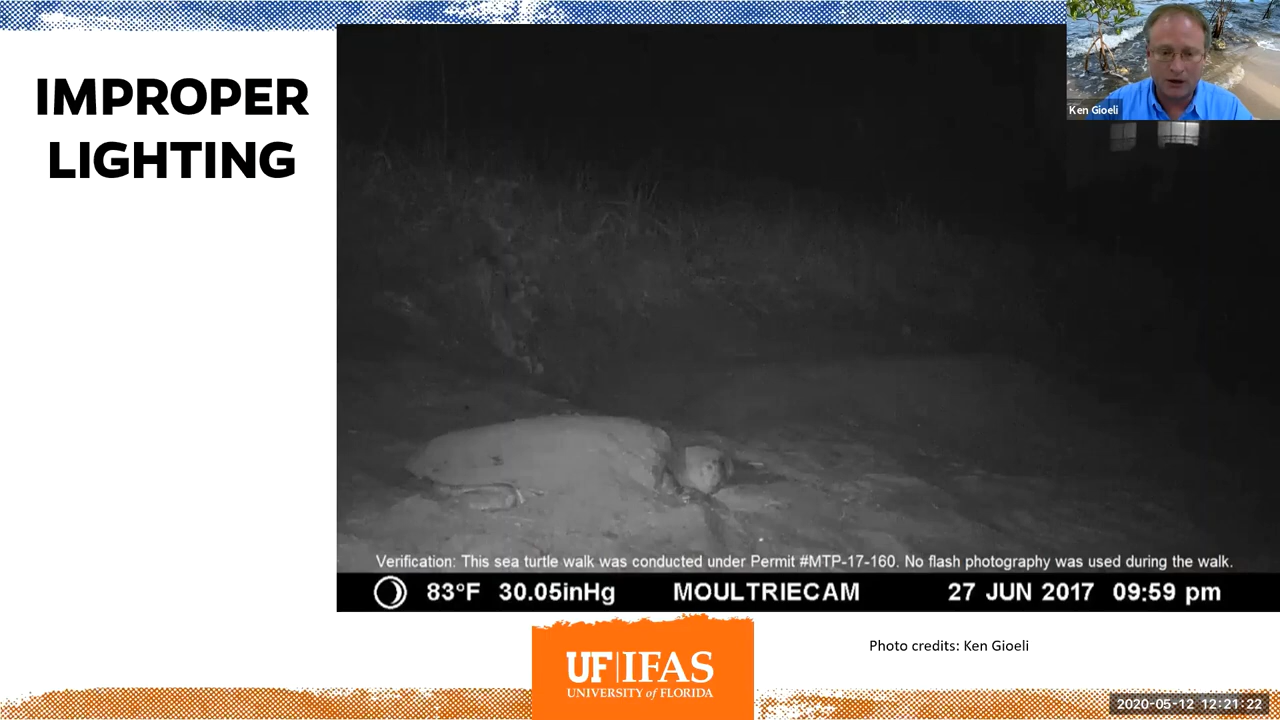 IMPROPER
LIGHTING
Ken Gioeli
Verification: This sea turtle walk was conducted under Permit #MTP-17-160. No flash photography was used during the walk.
83°F 30.05inHg MOULTRIECAM 27 JUN 2017 09:59 pm
Photo credits: Ken Gioeli
UF|IFAS
UNIVERSITY of FLORIDA
2020-05-12 12:21:22